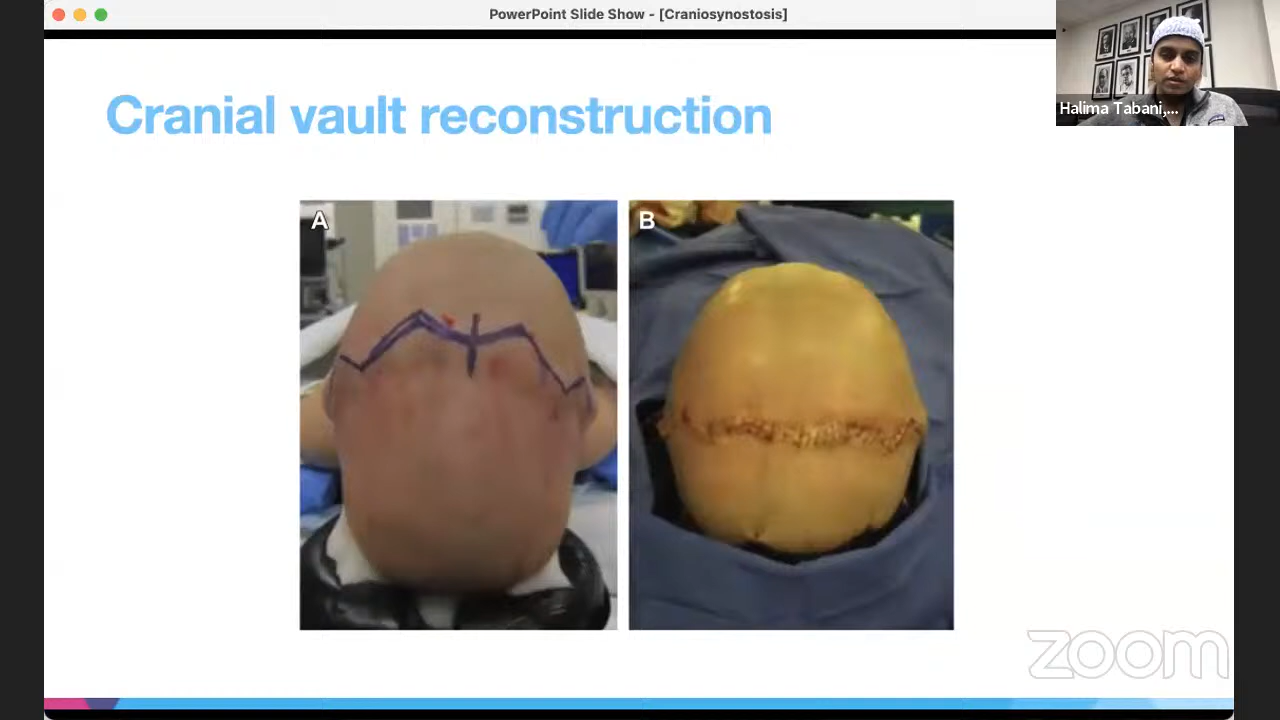 PowerPoint Slide Show - [Craniosynostosis]
Cranial vault reconstruction
Halima Tabani,...
A
B
zoom